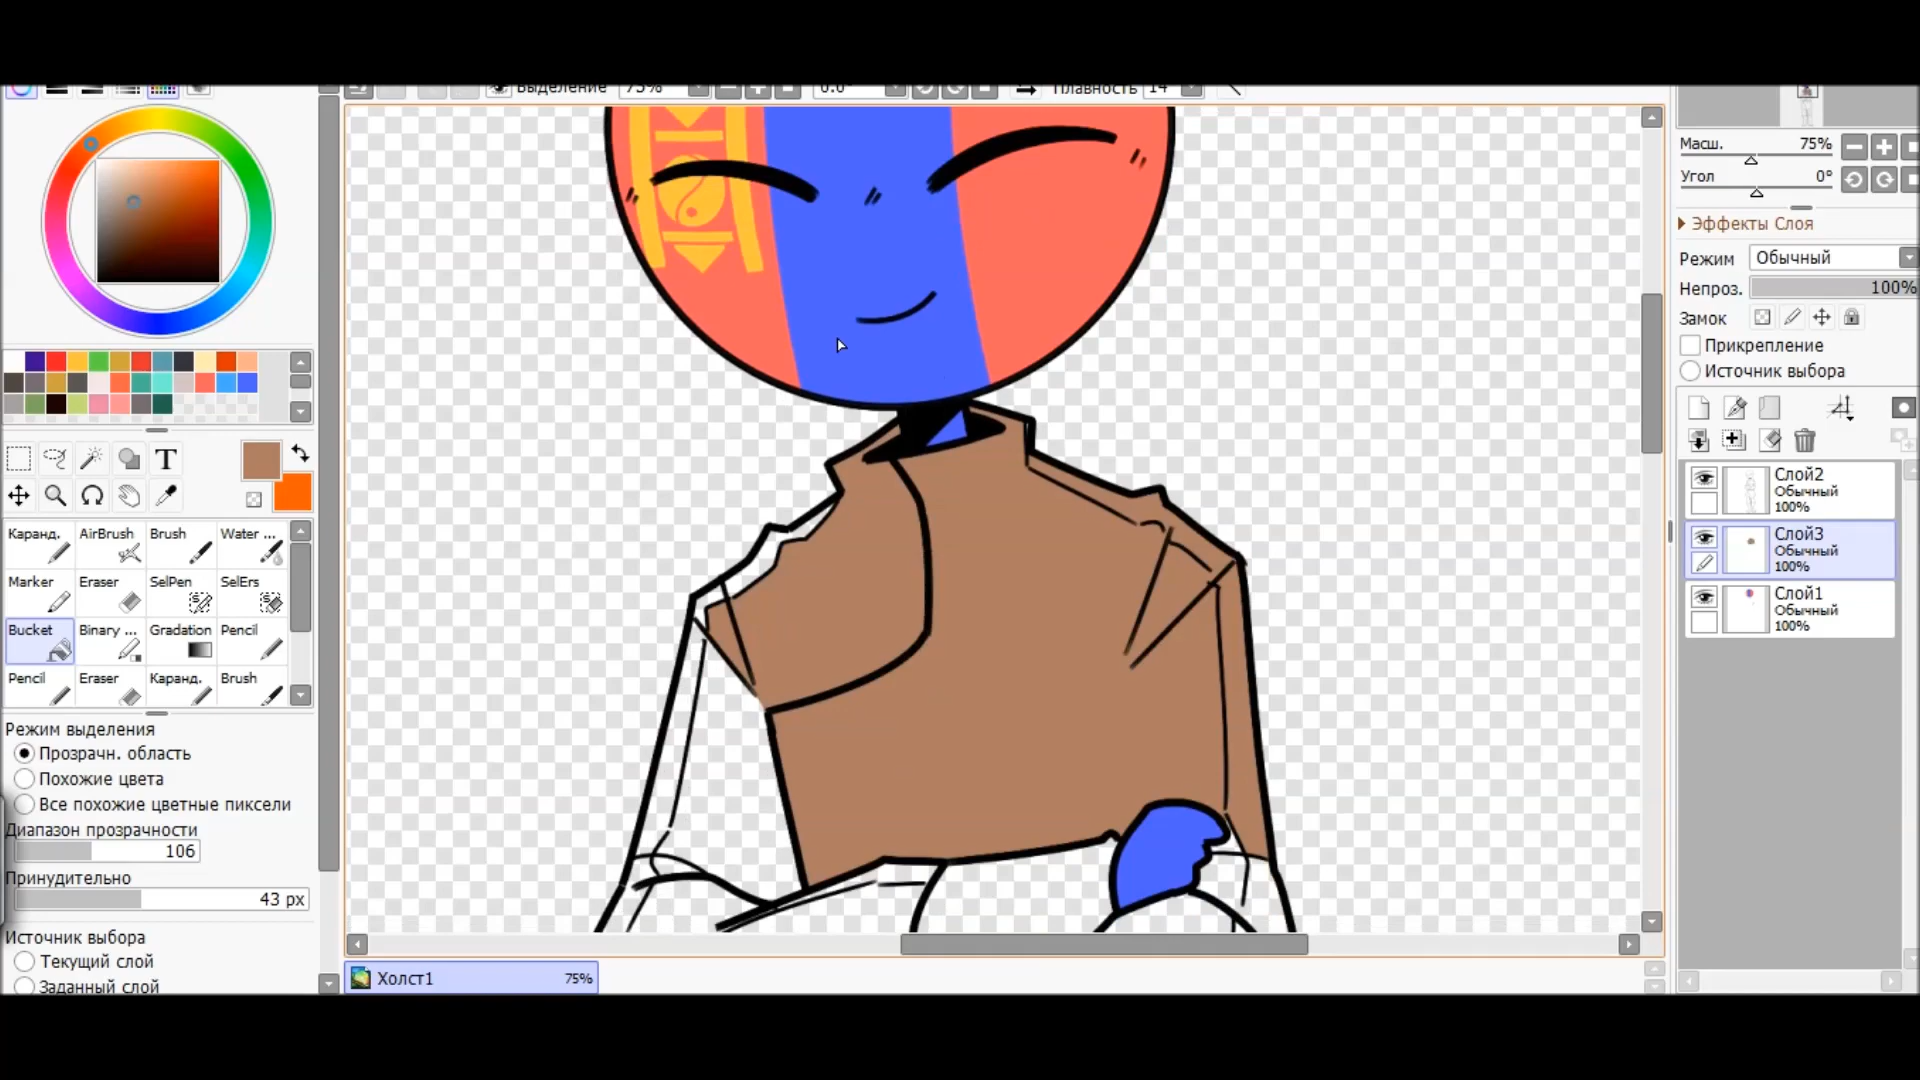 Выделение 75% 0.0° Плавность 14
Масш. 75%
Угол 0°
Эффекты Слоя
Режим Обычный
Непроз. 100%
Замок
Прикрепление
Источник выбора
T
Каранд. AirBrush Brush Water ...
Marker Eraser SelPen SelErs
Bucket Binary ... Gradation Pencil
Pencil Eraser Каранд. Brush
Режим выделения
Прозрачн. область
Похожие цвета
Все похожие цветные пиксели
Диапазон прозрачности
106
Принудительно
43 px
Источник выбора
Текущий слой
Заданный слой
Холст1 75%
Слой2
Обычный
100%
Слой3
Обычный
100%
Слой1
Обычный
100%